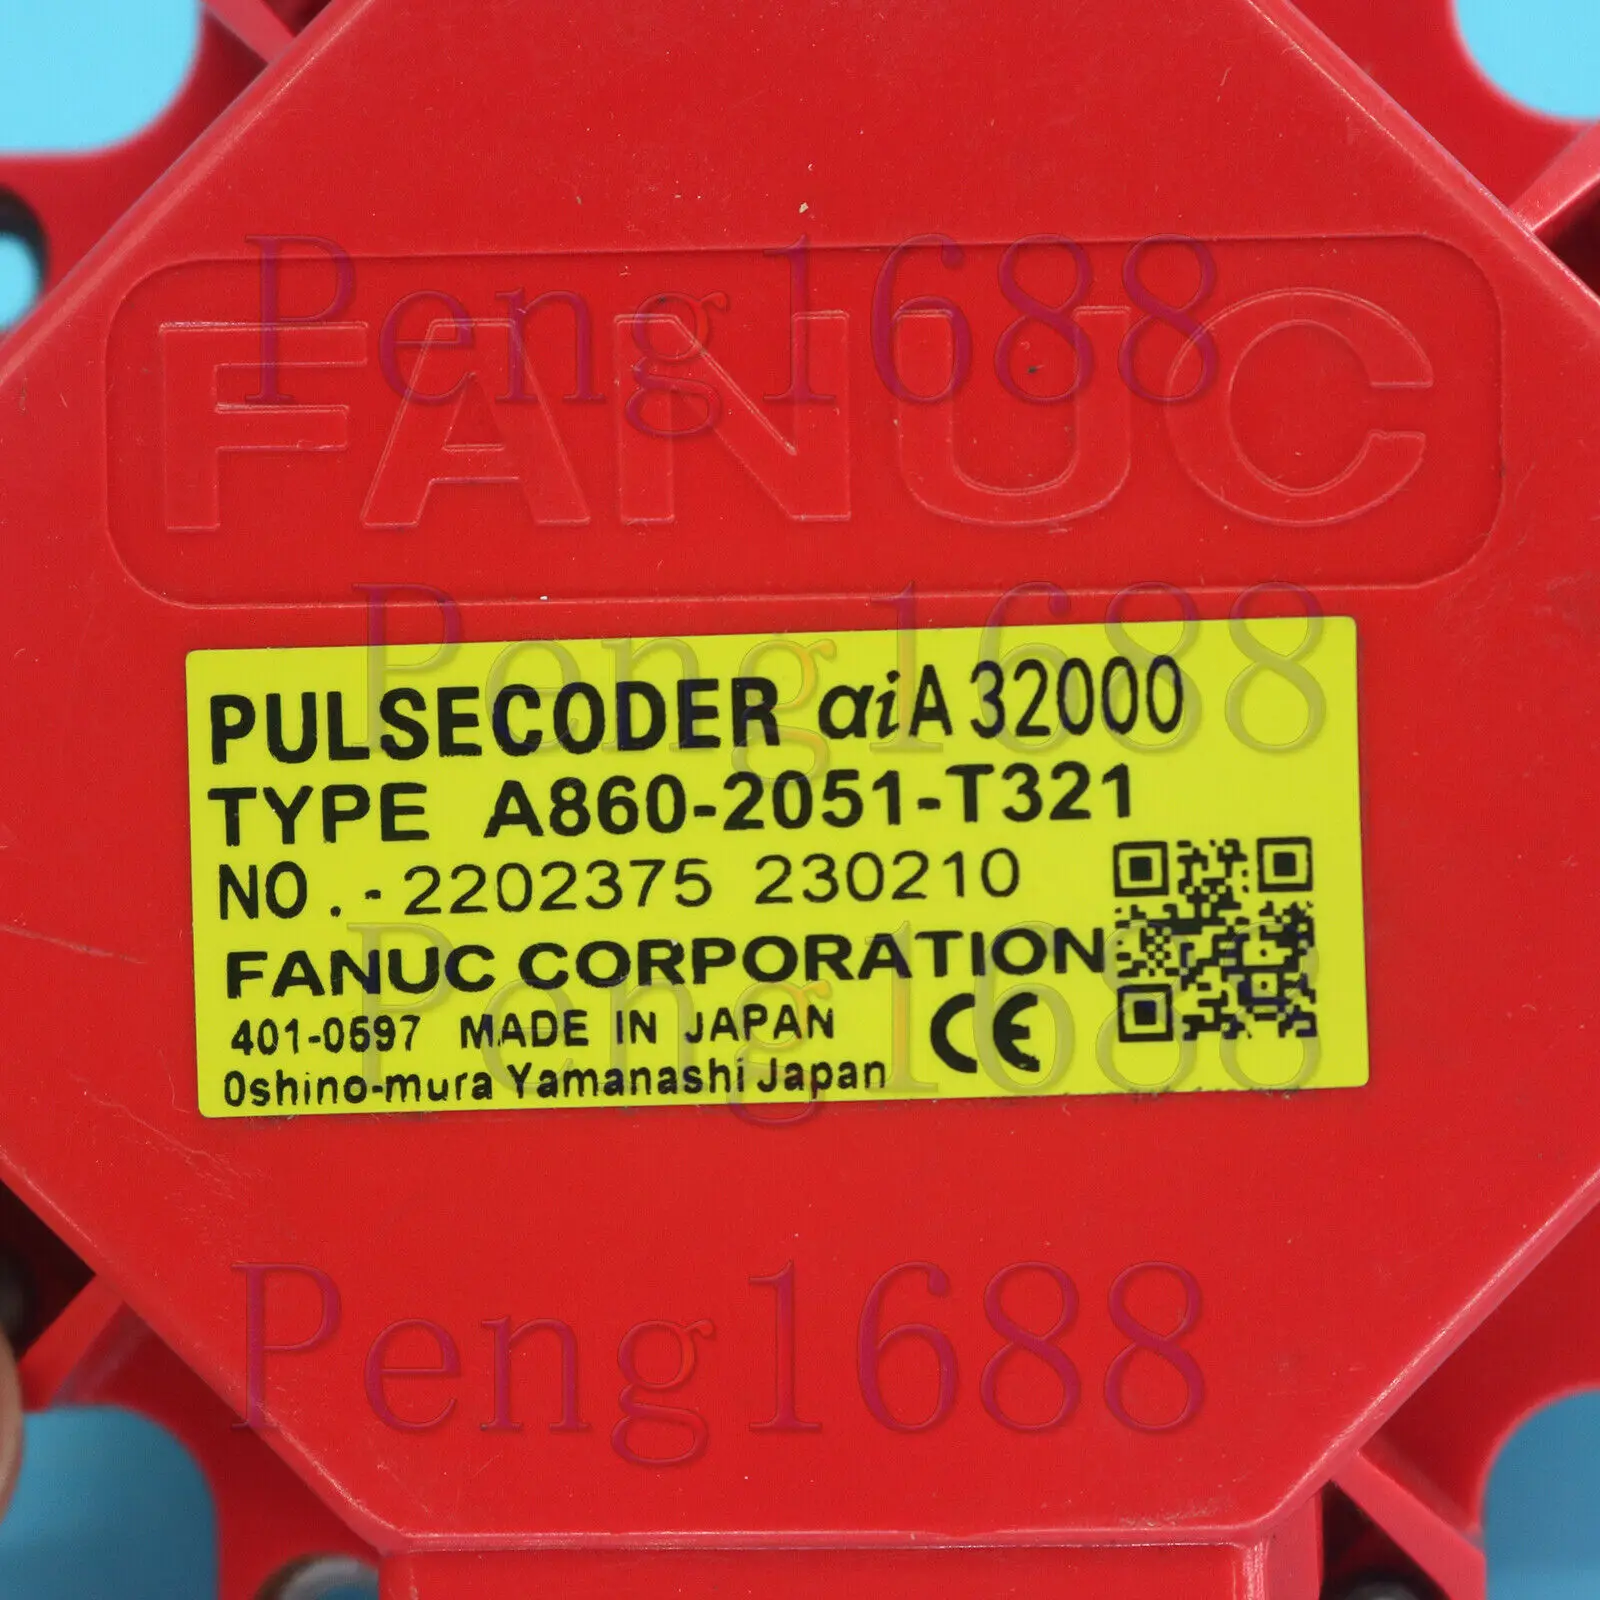 Peng1688
FANUC
Peng1688
PULSECODER αiA 32000
TYPE A860-2051-T321
NO.-2202375 230210
Peng1688
FANUC CORPORATION
401-0597 MADE IN JAPAN
CE
Oshino-mura Yamanashi Japan
Peng1688